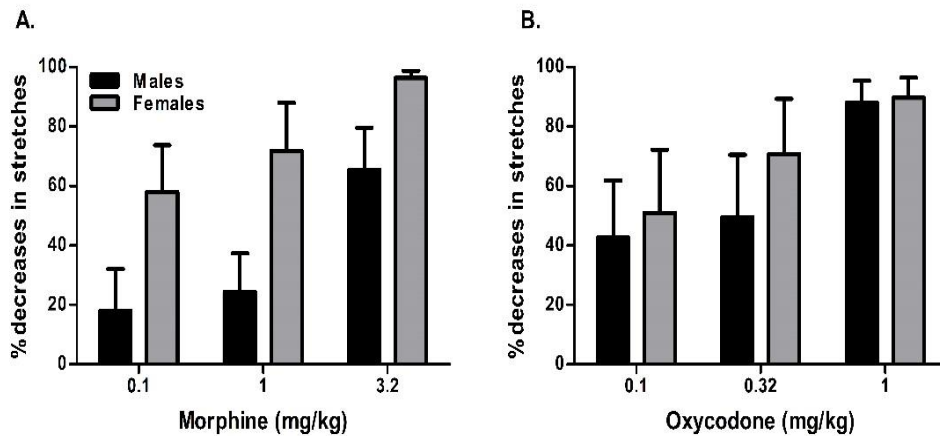 A.
% decreases in stretches
100
80
60
40
20
0
Males
Females
0.1 1 3.2
Morphine (mg/kg)
B.
% decreases in stretches
100
80
60
40
20
0
0.1 0.32 1
Oxycodone (mg/kg)